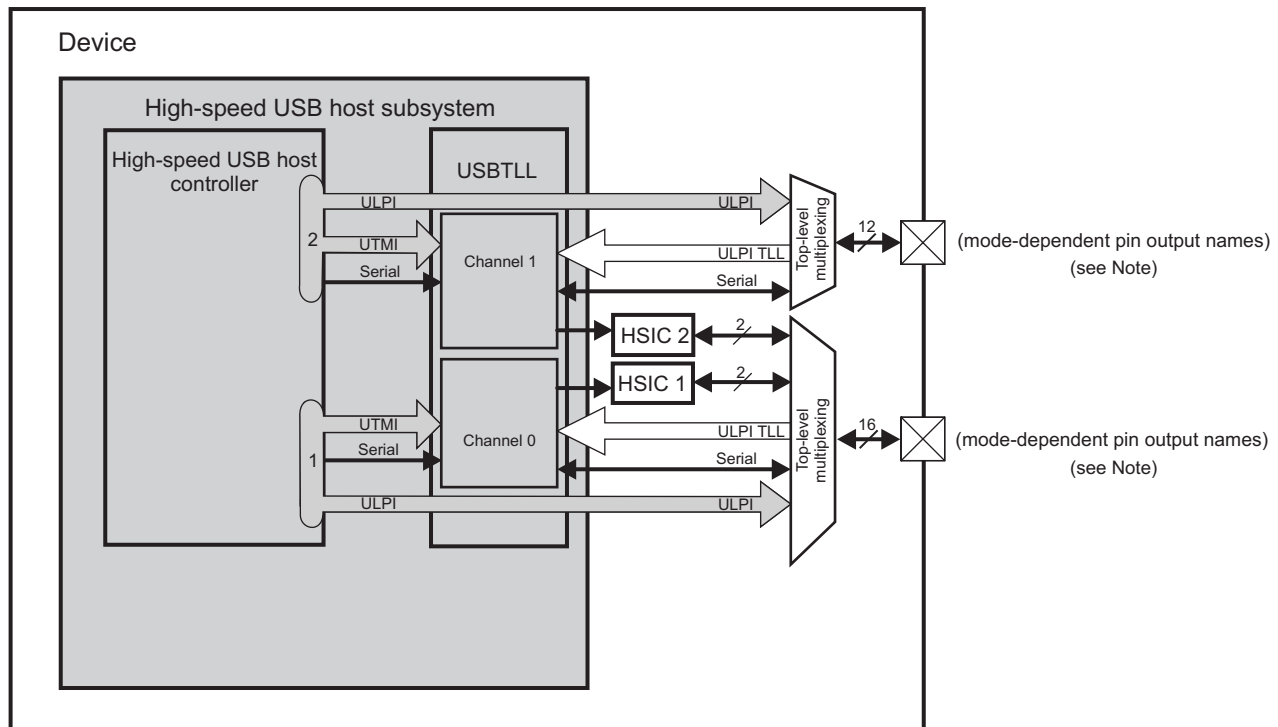 Device
High-speed USB host subsystem
High-speed USB host
controller
USBTLL
ULPI
ULPI
2
UTMI
Serial
Channel 1
ULPI TLL
Serial
Top-level
multiplexing
12
(mode-dependent pin output names)
(see Note)
HSIC 2
2
HSIC 1
2
1
UTMI
Serial
Channel 0
ULPI TLL
Serial
Top-level
multiplexing
16
(mode-dependent pin output names)
(see Note)
ULPI
ULPI